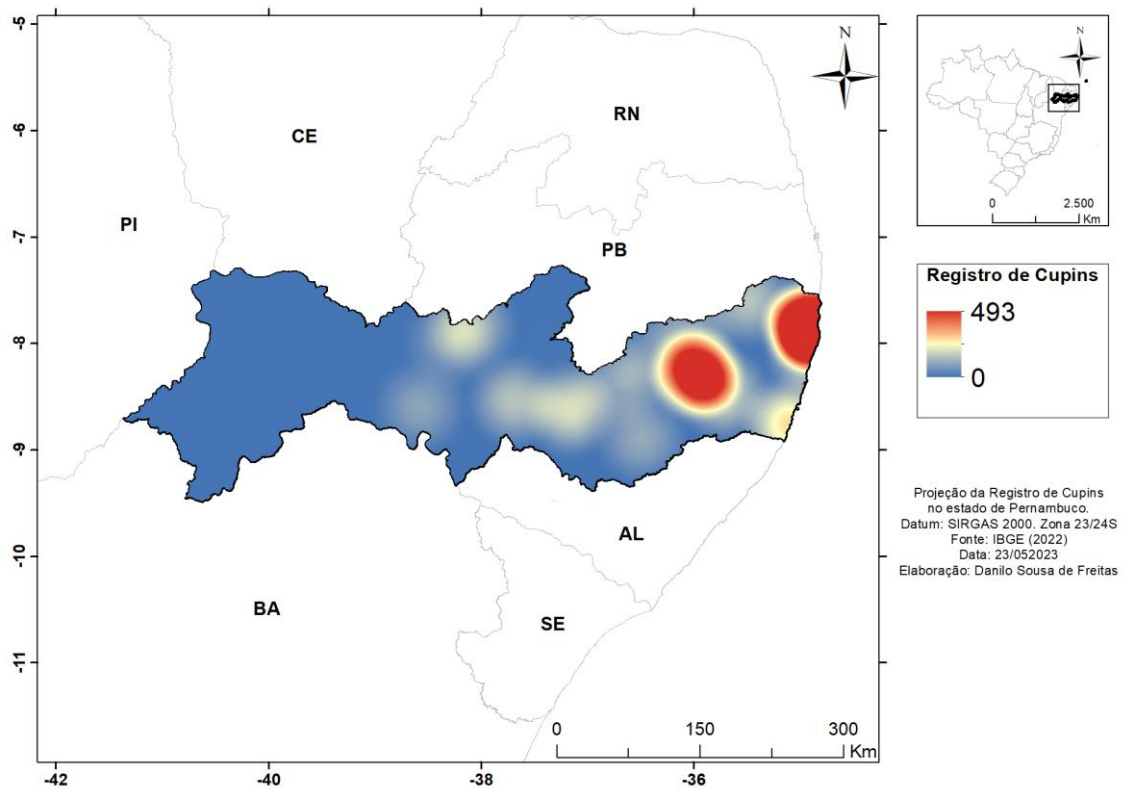 -5
-6
-7
-8
-9
-10
-11
-42
-40
-38
-36
N
RN
CE
PI
PB
AL
BA
SE
0 150 300
Km
N
0 2.500
Km
Registro de Cupins
493
0
Projeção da Registro de Cupins
no estado de Pernambuco.
Datum: SIRGAS 2000. Zona 23/24S
Fonte: IBGE (2022)
Data: 23/052023
Elaboração: Danilo Sousa de Freitas